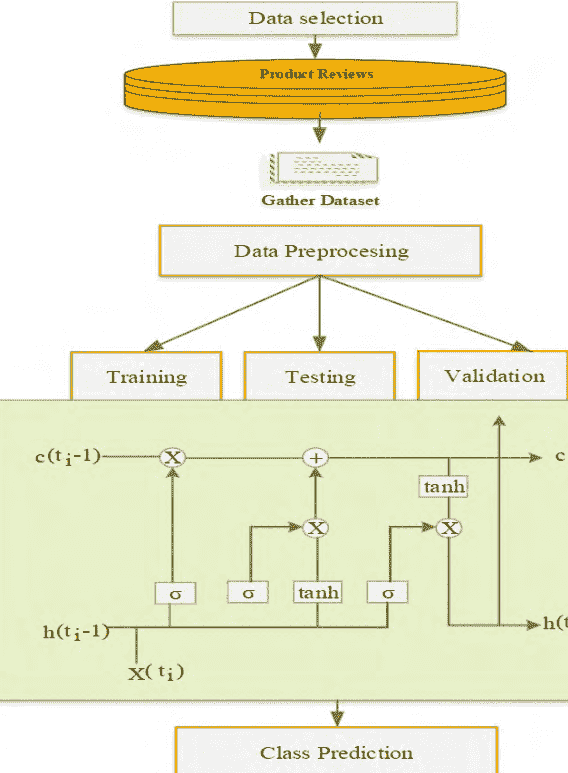 Data selection
Product Reviews
Gather Dataset
Data Preprocesing
Training Testing Validation
c(ti-1) X + c
tanh
X X
σ σ tanh σ
h(ti-1) h(t
X(ti)
Class Prediction